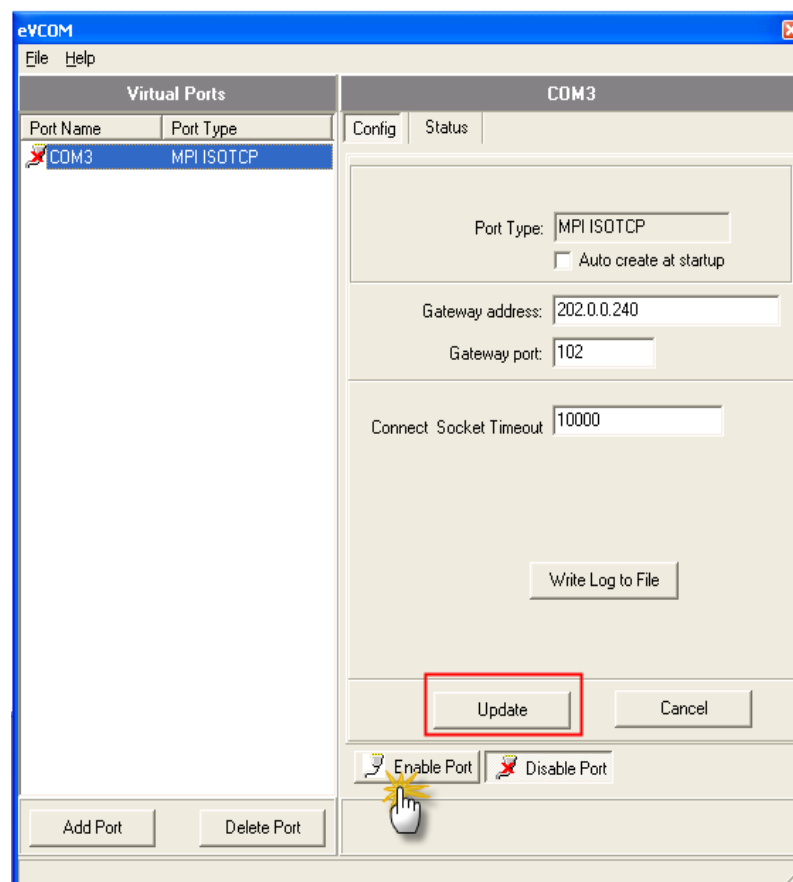 eVCOM
File Help
Virtual Ports
Port Name Port Type
COM3 MPI ISOTCP
COM3
Config Status
Port Type: MPI ISOTCP
Auto create at startup
Gateway address: 202.0.0.240
Gateway port: 102
Connect Socket Timeout 10000
Write Log to File
Update Cancel
Enable Port Disable Port
Add Port Delete Port